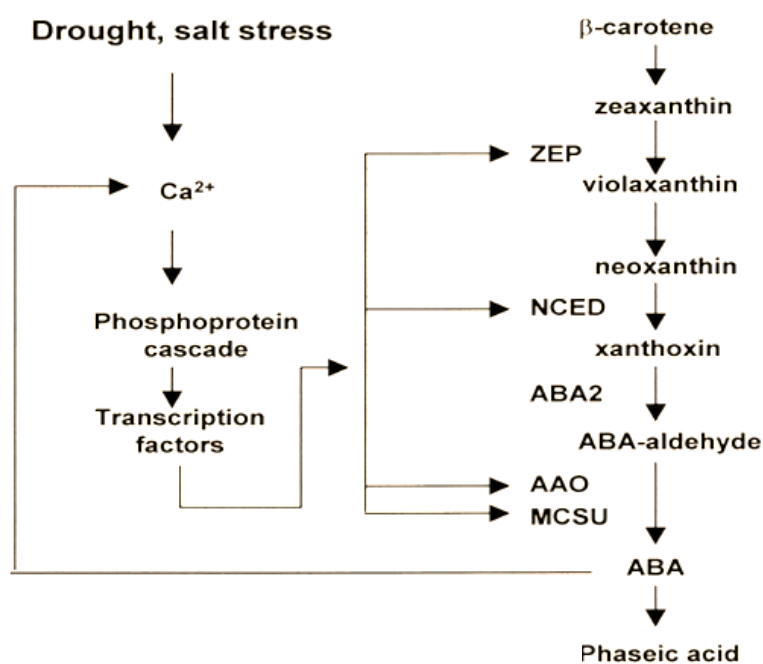 Drought, salt stress
Ca²⁺
Phosphoprotein
cascade
Transcription
factors
ZEP
NCED
ABA2
AAO
MCSU
β-carotene
zeaxanthin
violaxanthin
neoxanthin
xanthoxin
ABA-aldehyde
ABA
Phaseic acid